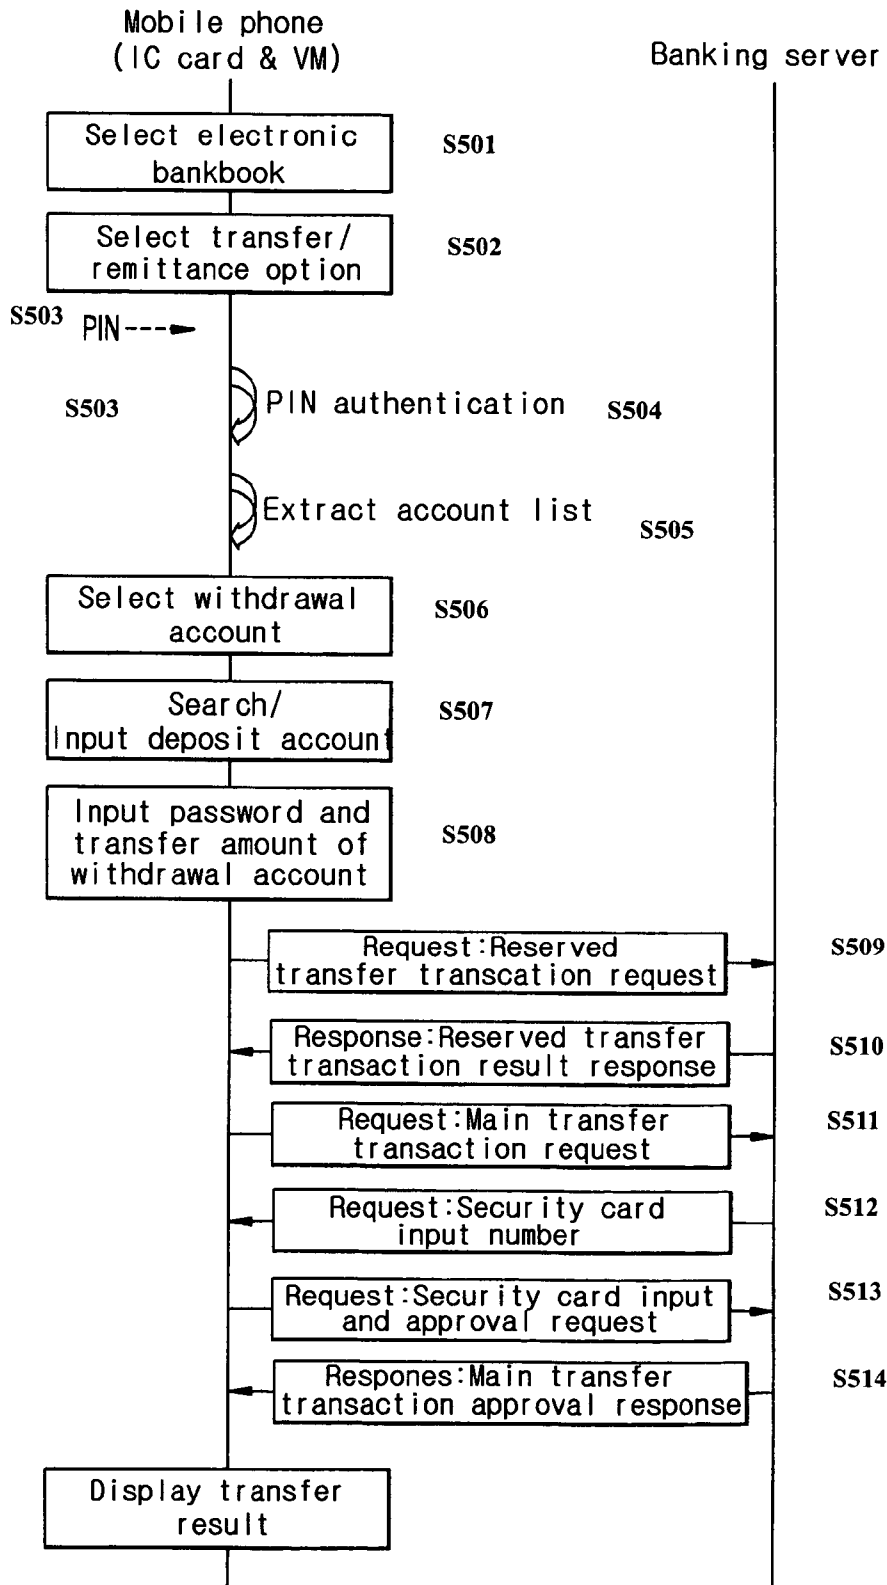 Mobile phone
(IC card & VM)
Banking server
Select electronic
bankbook
S501
Select transfer/
remittance option
S502
S503
PIN
S503
PIN authentication
S504
Extract account list
S505
Select withdrawal
account
S506
Search/
Input deposit account
S507
Input password and
transfer amount of
withdrawal account
S508
Request:Reserved
transfer transcation request
S509
Response:Reserved transfer
transaction result response
S510
Request:Main transfer
transaction request
S511
Request:Security card
input number
S512
Request:Security card input
and approval request
S513
Respones:Main transfer
transaction approval response
S514
Display transfer
result